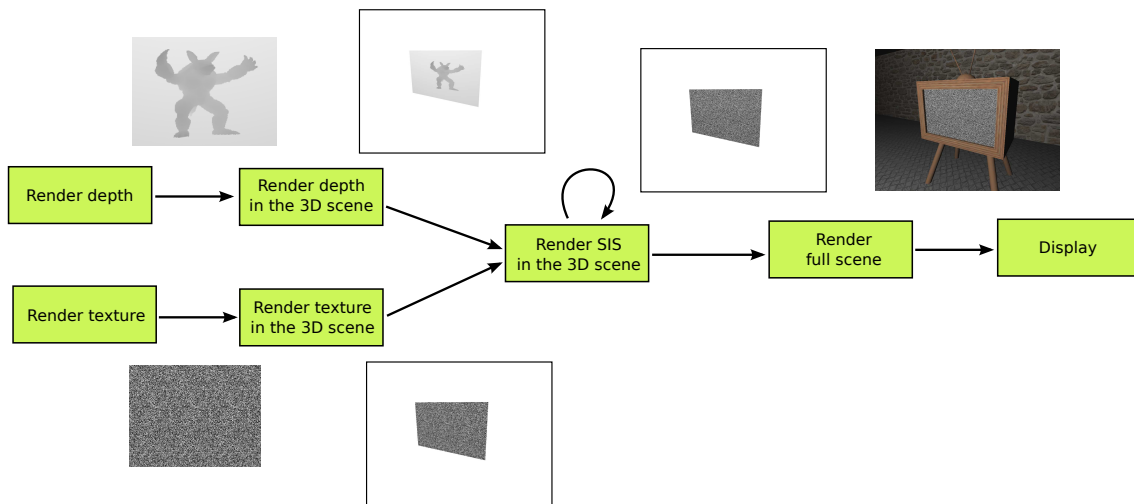 Render depth
Render depth
in the 3D scene
Render SIS
in the 3D scene
Render
full scene
Display
Render texture
Render texture
in the 3D scene